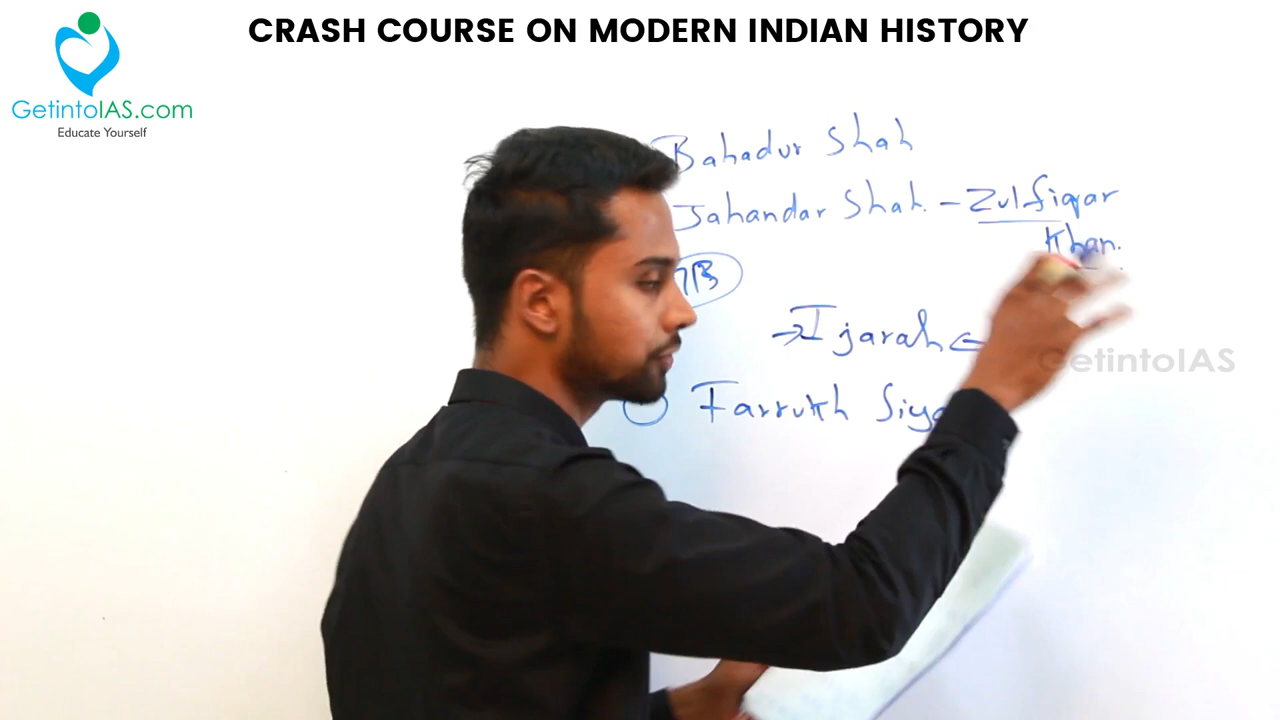 CRASH COURSE ON MODERN INDIAN HISTORY
GetintoIAS.com
Educate Yourself
Bahadur Shah
Jahandar Shah. - Zulfiqar
Khan.
713
→ Ijarah
GetintoIAS
Farrukh